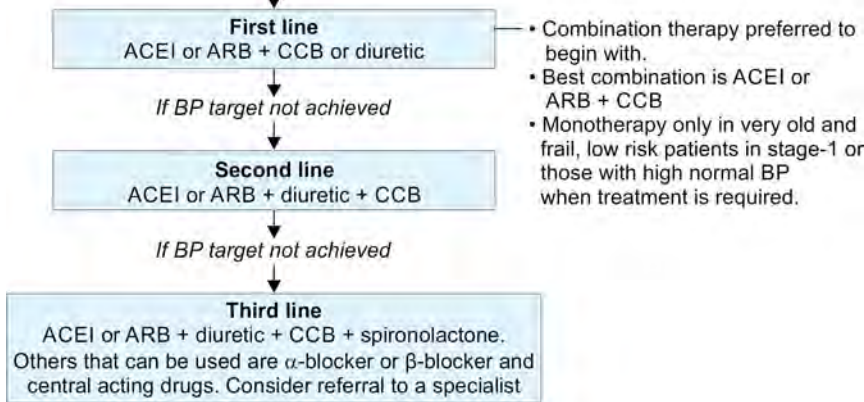 First line
ACEI or ARB + CCB or diuretic
• Combination therapy preferred to
begin with.
• Best combination is ACEI or
ARB + CCB
• Monotherapy only in very old and
frail, low risk patients in stage-1 or
those with high normal BP
when treatment is required.
If BP target not achieved
Second line
ACEI or ARB + diuretic + CCB
If BP target not achieved
Third line
ACEI or ARB + diuretic + CCB + spironolactone.
Others that can be used are α-blocker or β-blocker and
central acting drugs. Consider referral to a specialist